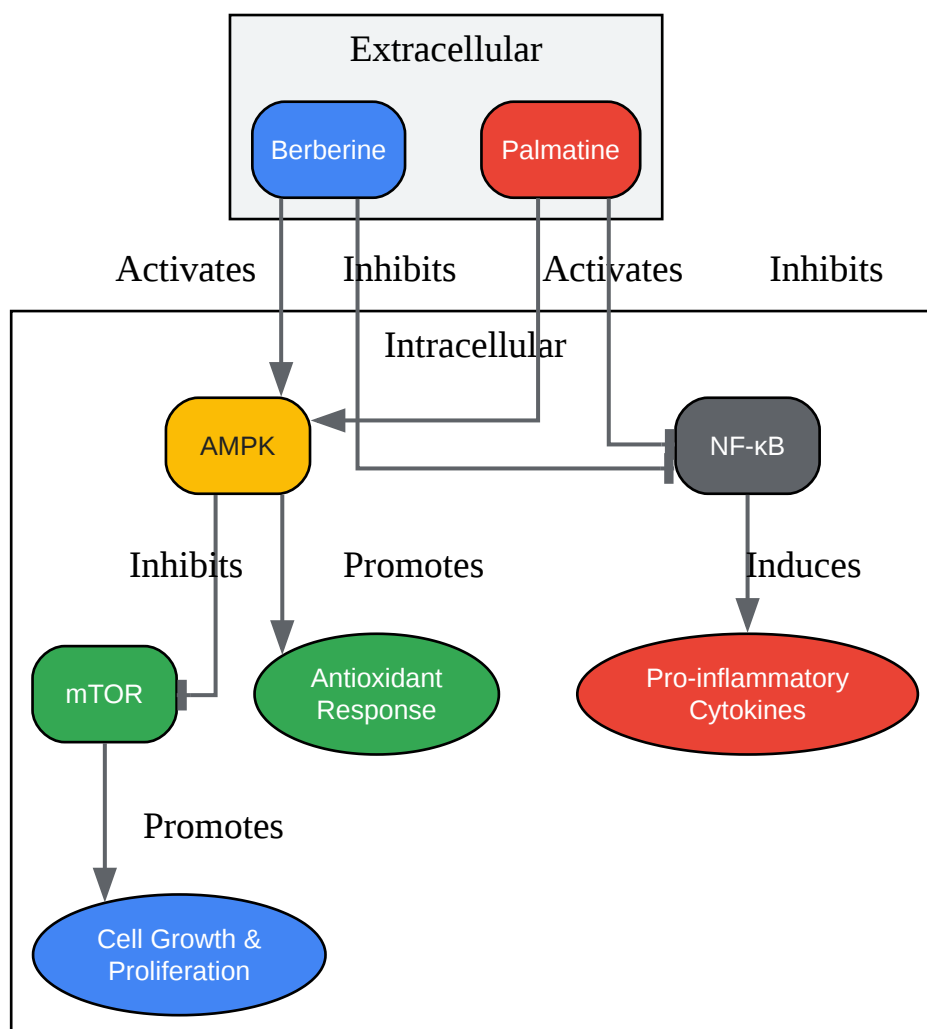 Extracellular
Berberine
Palmatine
Activates
Inhibits
Activates
Inhibits
Intracellular
AMPK
NF-κB
Inhibits
Promotes
Induces
mTOR
Antioxidant
Response
Pro-inflammatory
Cytokines
Promotes
Cell Growth &
Proliferation